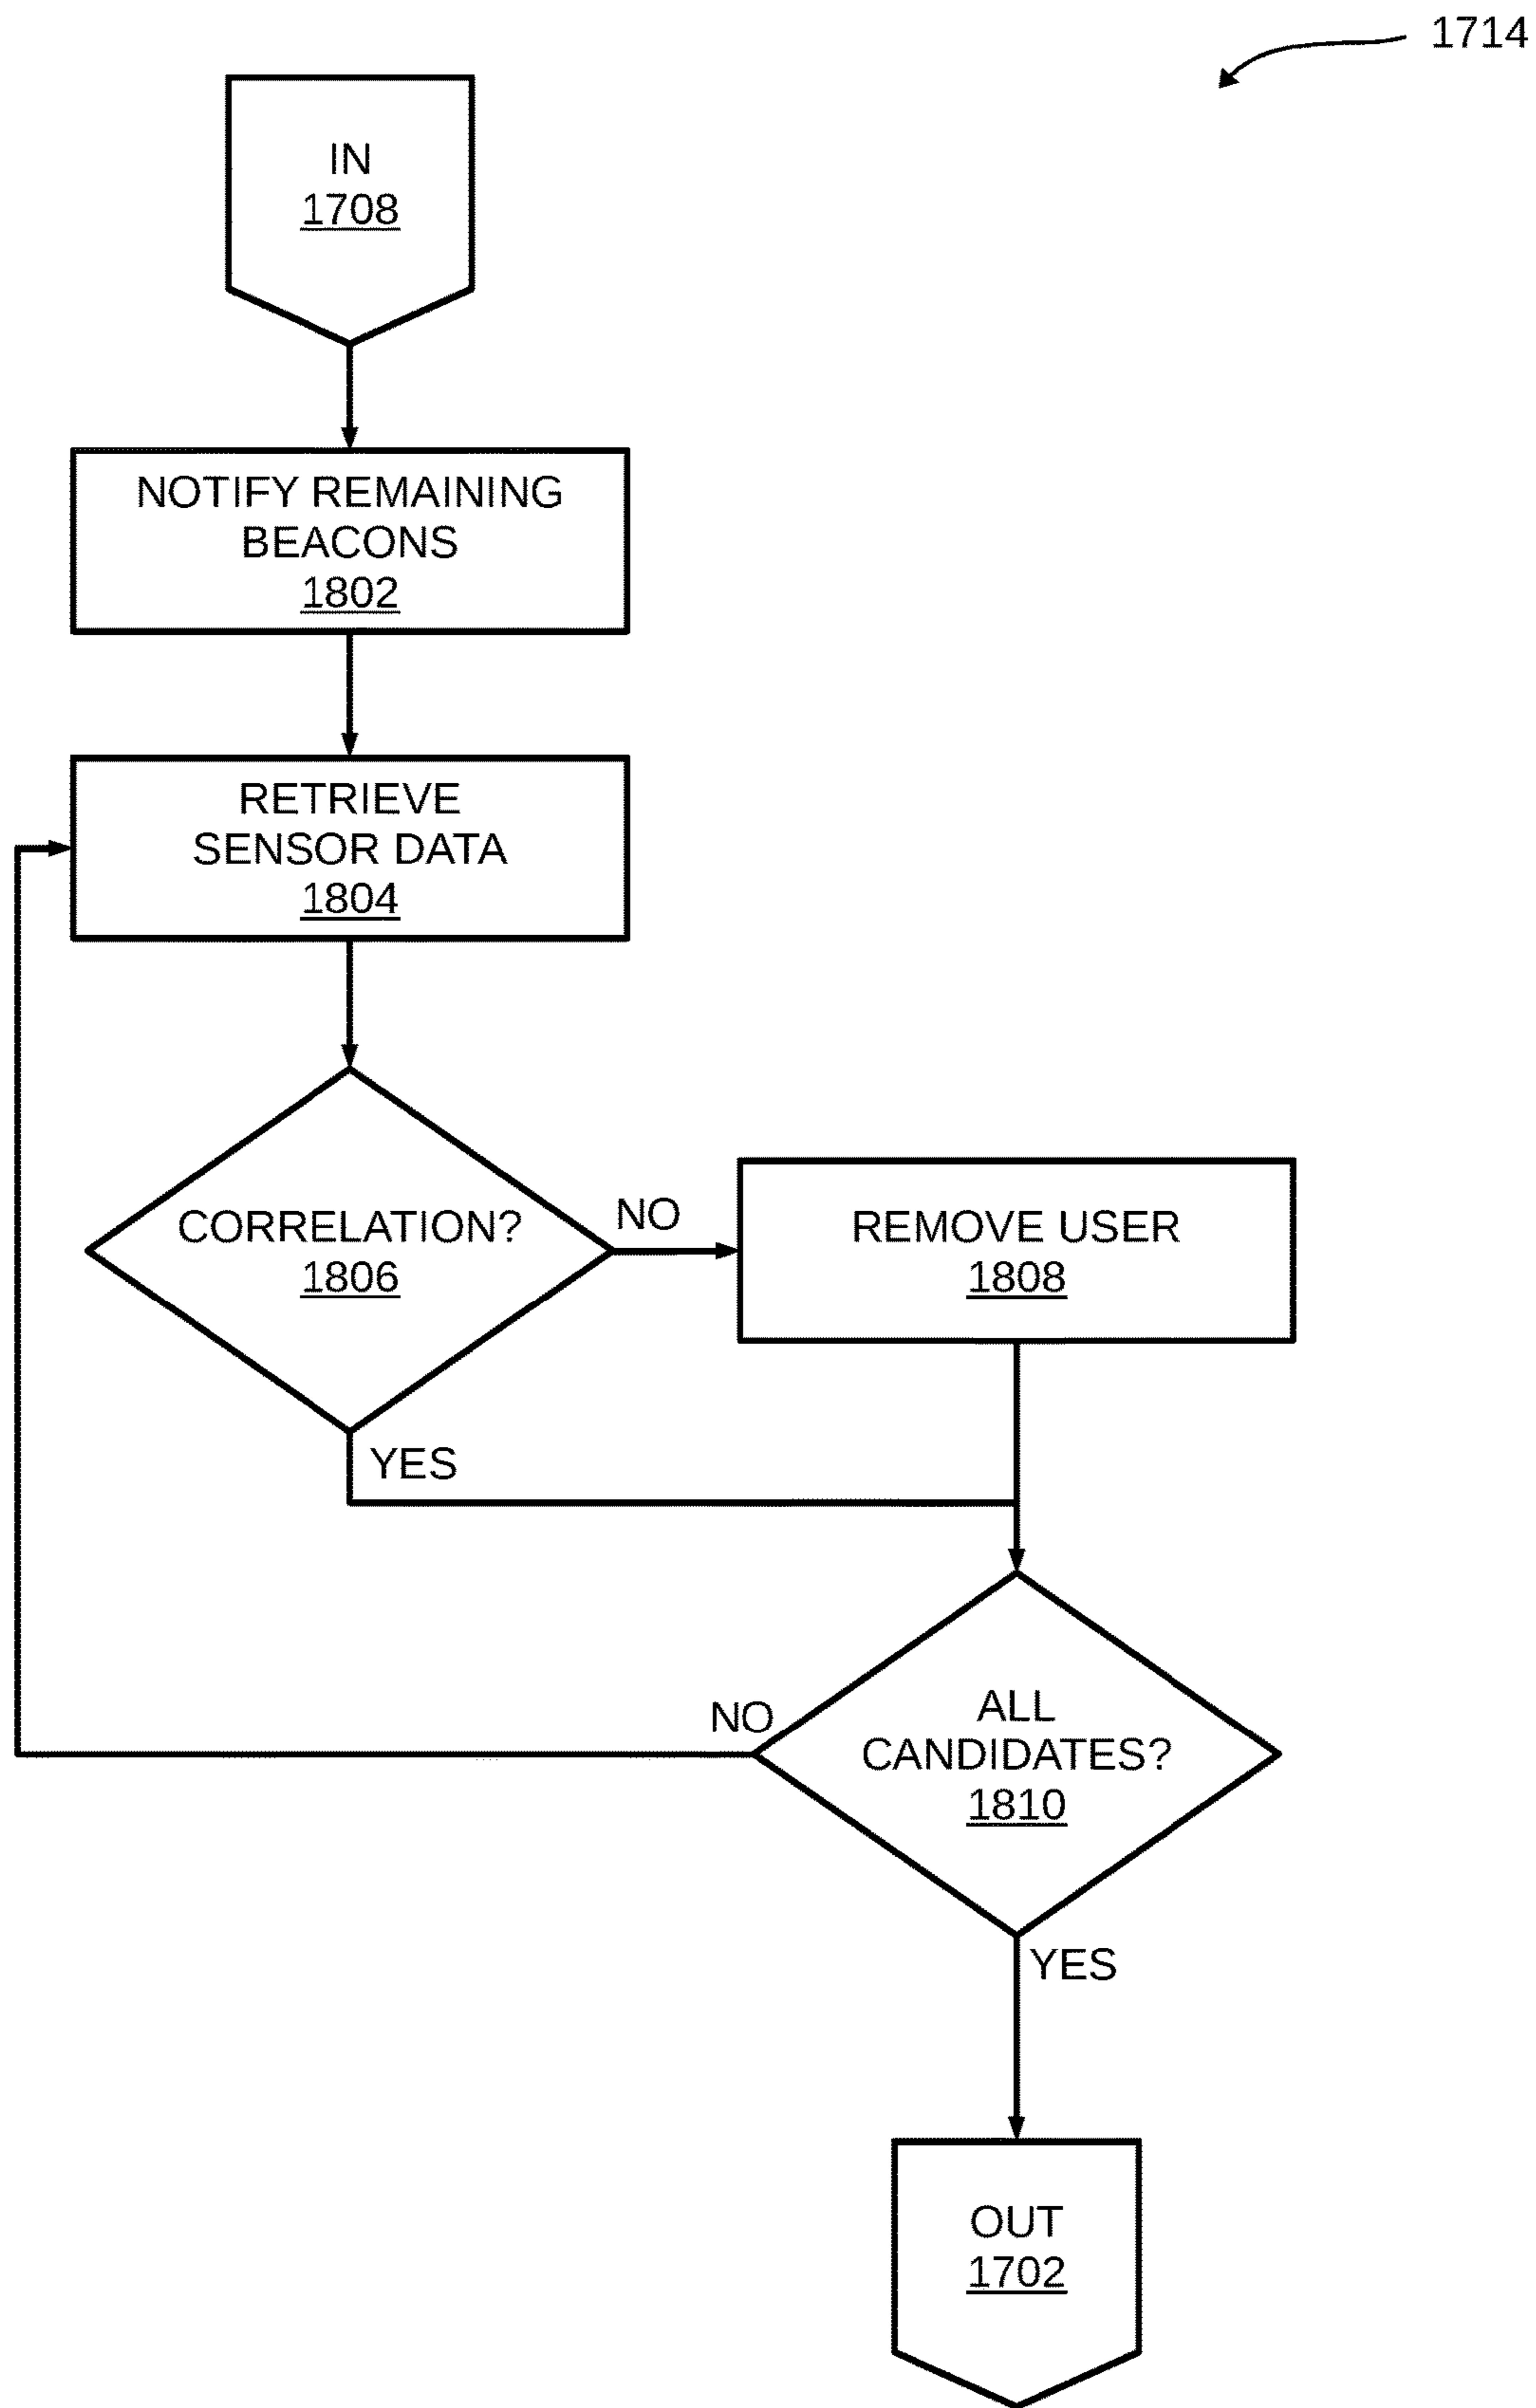 1714
IN
1708
NOTIFY REMAINING
BEACONS
1802
RETRIEVE
SENSOR DATA
1804
CORRELATION?
1806
NO
REMOVE USER
1808
YES
ALL
CANDIDATES?
1810
NO
YES
OUT
1702